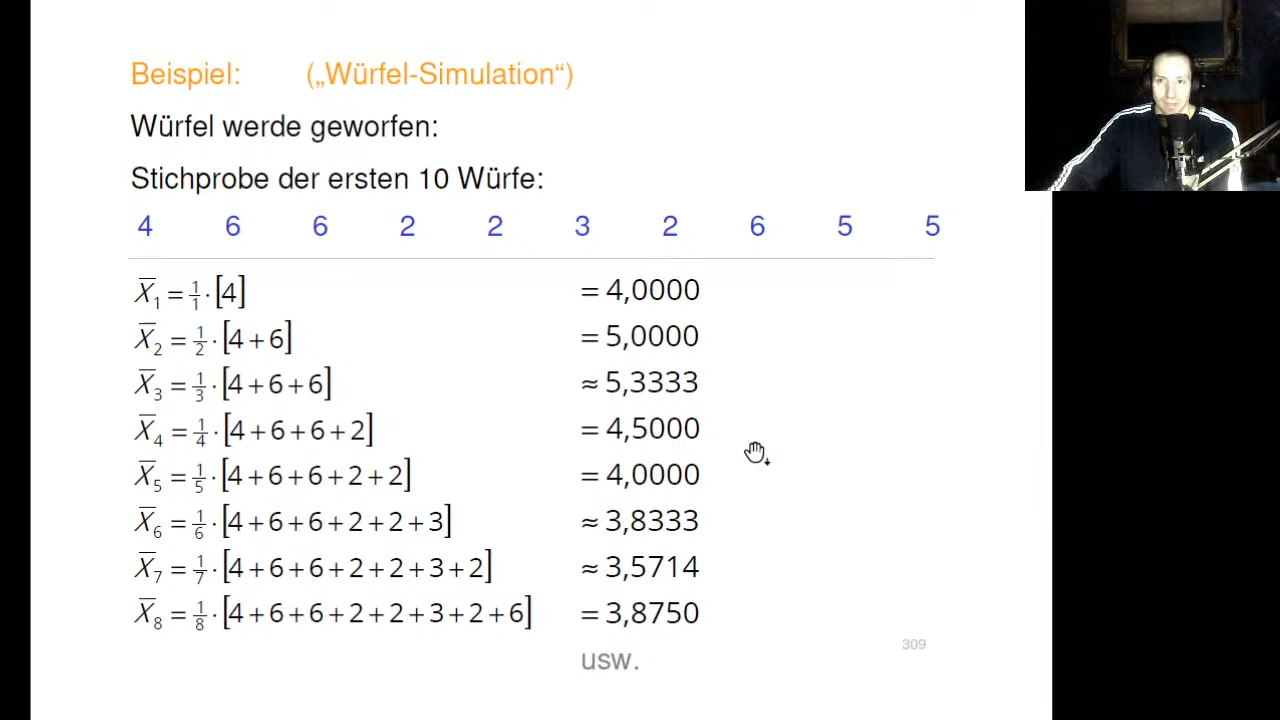 Beispiel: („Würfel-Simulation“)
Würfel werde geworfen:
Stichprobe der ersten 10 Würfe:
4 6 6 2 2 3 2 6 5 5
X̅₁ = 1/1 · [4] = 4,0000
X̅₂ = 1/2 · [4+6] = 5,0000
X̅₃ = 1/3 · [4+6+6] ≈ 5,3333
X̅₄ = 1/4 · [4+6+6+2] = 4,5000
X̅₅ = 1/5 · [4+6+6+2+2] = 4,0000
X̅₆ = 1/6 · [4+6+6+2+2+3] ≈ 3,8333
X̅₇ = 1/7 · [4+6+6+2+2+3+2] ≈ 3,5714
X̅₈ = 1/8 · [4+6+6+2+2+3+2+6] = 3,8750
usw.
309